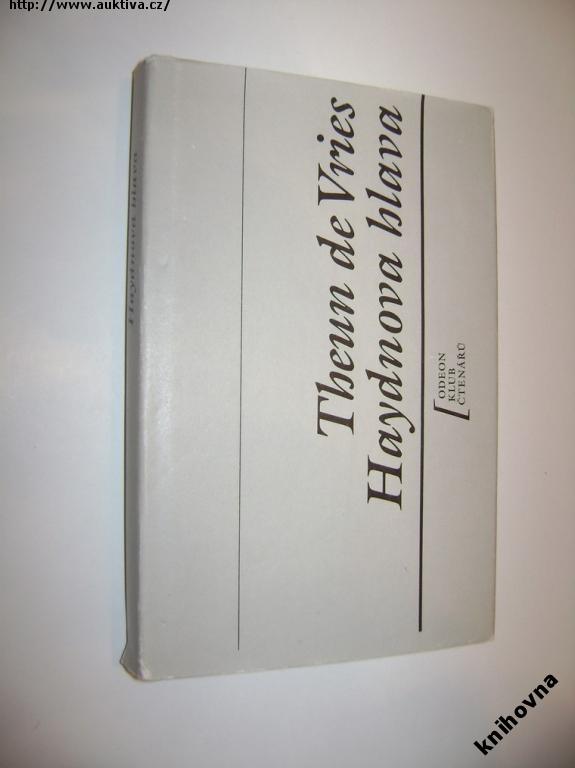 http://www.auktiva.cz/
Haydnova hlava
Theun de Vries
Haydnova hlava
ODEON
KLUB
ČTENÁŘŮ
knihovna